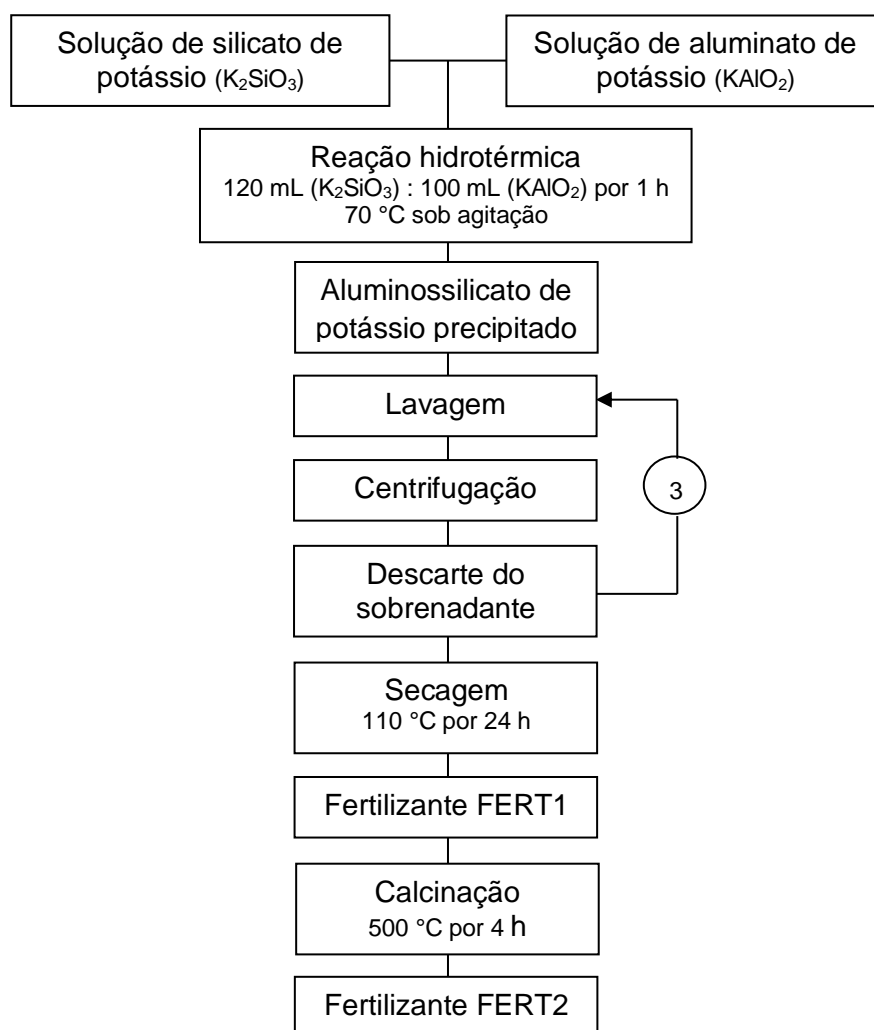 Solução de silicato de
potássio (K₂SiO₃)
Solução de aluminato de
potássio (KAlO₂)
Reação hidrotérmica
120 mL (K₂SiO₃) : 100 mL (KAlO₂) por 1 h
70 °C sob agitação
Aluminossilicato de
potássio precipitado
Lavagem
Centrifugação
3
Descarte do
sobrenadante
Secagem
110 °C por 24 h
Fertilizante FERT1
Calcinação
500 °C por 4 h
Fertilizante FERT2